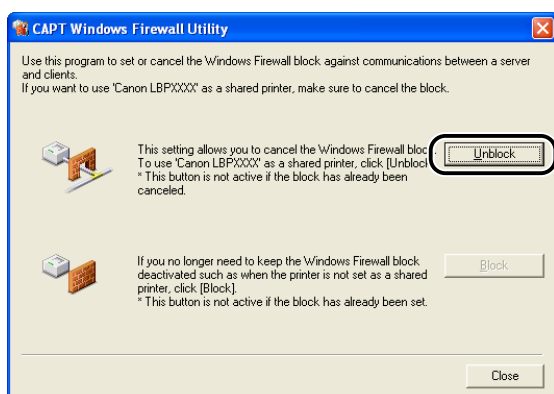 CAPT Windows Firewall Utility
Use this program to set or cancel the Windows Firewall block against communications between a server
and clients.
If you want to use 'Canon LBPXXXX' as a shared printer, make sure to cancel the block.
This setting allows you to cancel the Windows Firewall bloc
To use 'Canon LBPXXXX' as a shared printer, click [Unblock
* This button is not active if the block has already been
canceled.
Unblock
If you no longer need to keep the Windows Firewall block
deactivated such as when the printer is not set as a shared
printer, click [Block].
* This button is not active if the block has already been set.
Block
Close